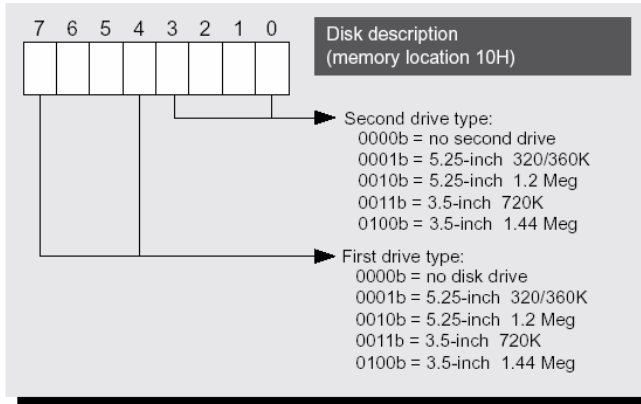 7 6 5 4 3 2 1 0
Disk description
(memory location 10H)
Second drive type:
0000b = no second drive
0001b = 5.25-inch 320/360K
0010b = 5.25-inch 1.2 Meg
0011b = 3.5-inch 720K
0100b = 3.5-inch 1.44 Meg
First drive type:
0000b = no disk drive
0001b = 5.25-inch 320/360K
0010b = 5.25-inch 1.2 Meg
0011b = 3.5-inch 720K
0100b = 3.5-inch 1.44 Meg